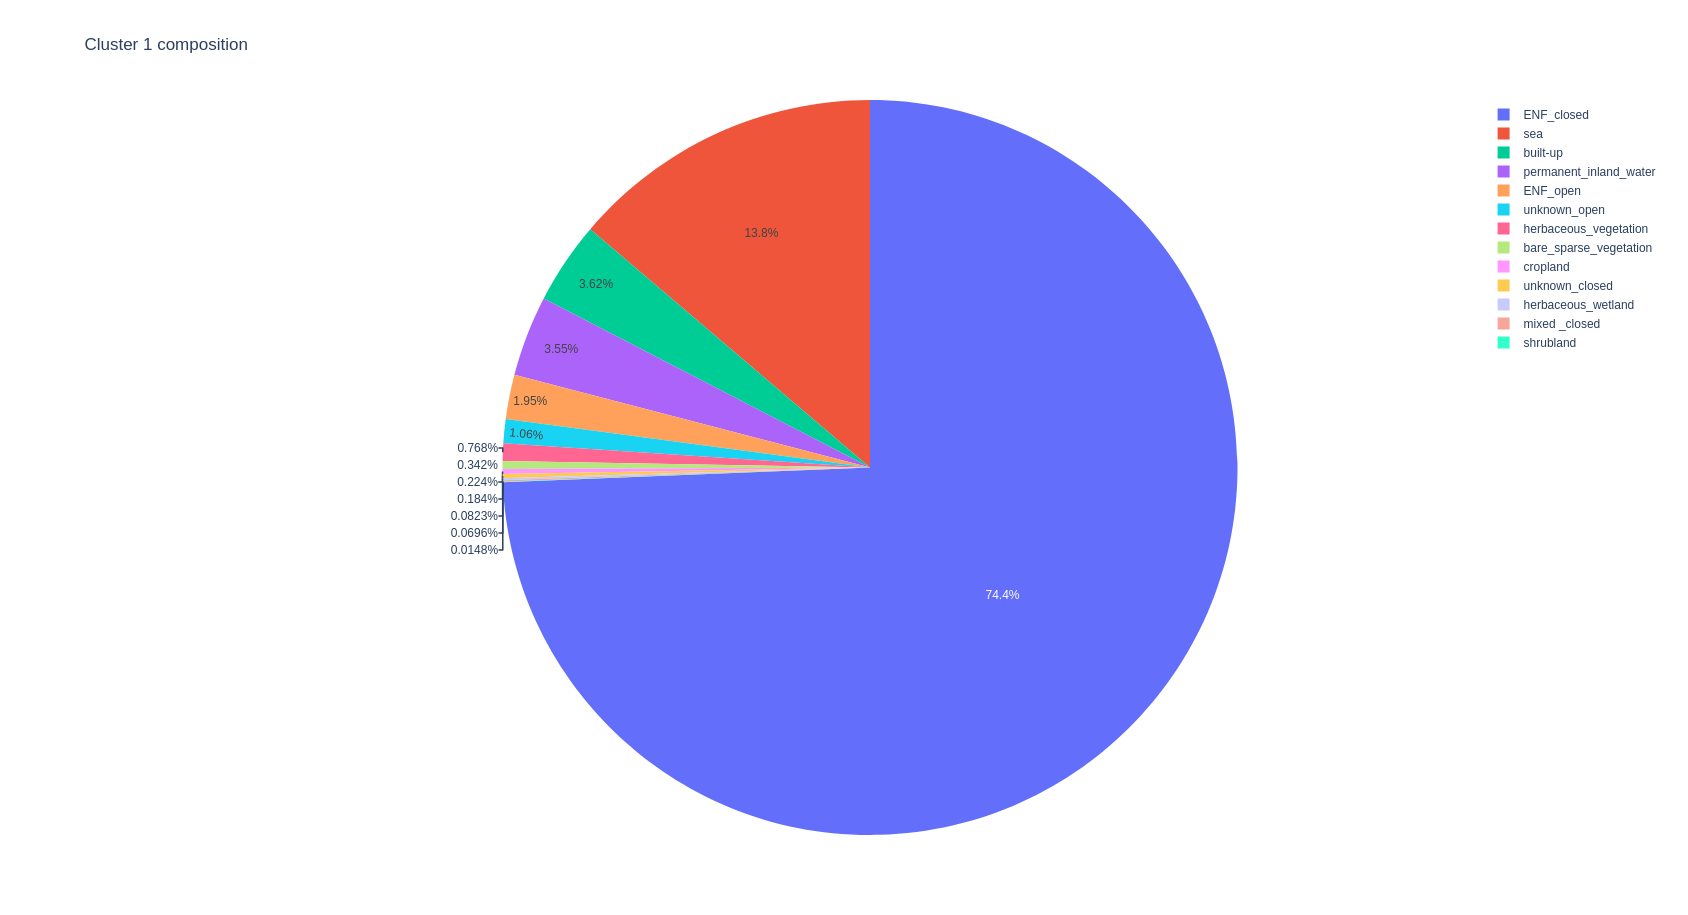 Cluster 1 composition
ENF_closed
sea
built-up
permanent_inland_water
ENF_open
unknown_open
herbaceous_vegetation
bare_sparse_vegetation
cropland
unknown_closed
herbaceous_wetland
mixed _closed
shrubland
13.8%
3.62%
3.55%
1.95%
1.06%
0.768%
0.342%
0.224%
0.184%
0.0823%
0.0696%
0.0148%
74.4%